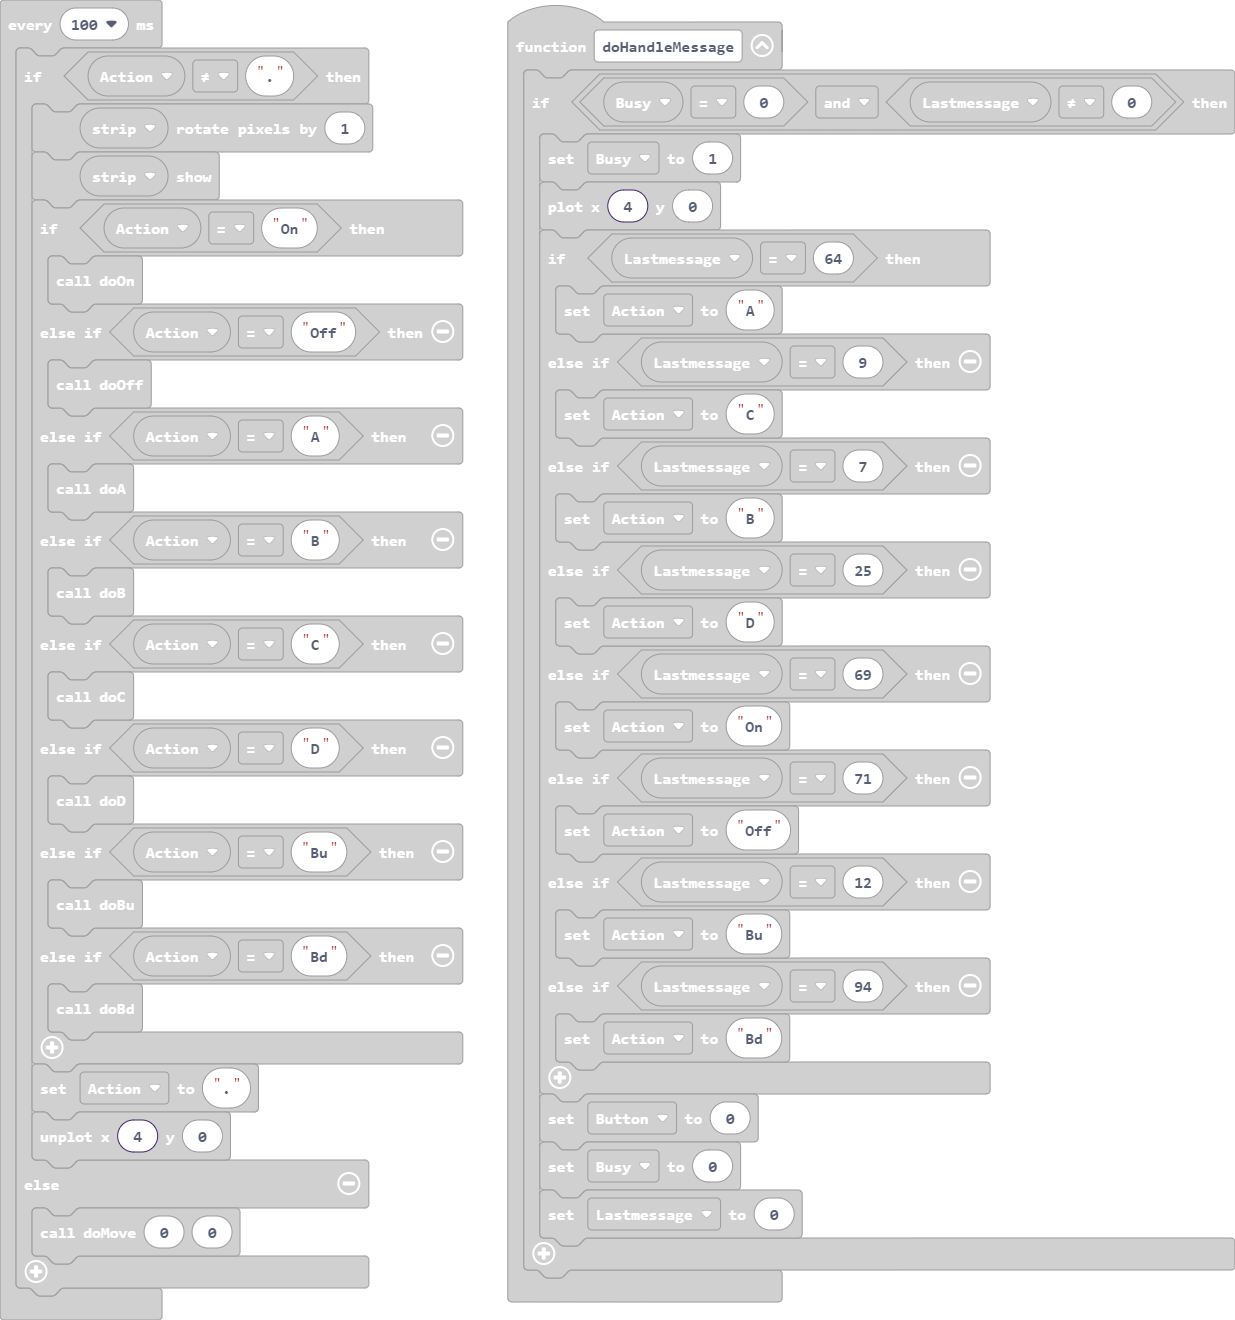 every 100 ms
if Action ≠ "." then
strip rotate pixels by 1
strip show
if Action = "On" then
call doOn
else if Action = "Off" then
call doOff
else if Action = "A" then
call doA
else if Action = "B" then
call doB
else if Action = "C" then
call doC
else if Action = "D" then
call doD
else if Action = "Bu" then
call doBu
else if Action = "Bd" then
call doBd
set Action to "."
unplot x 4 y 0
else
call doMove 0 0
function doHandleMessage
if Busy = 0 and Lastmessage ≠ 0 then
set Busy to 1
plot x 4 y 0
if Lastmessage = 64 then
set Action to "A"
else if Lastmessage = 9 then
set Action to "C"
else if Lastmessage = 7 then
set Action to "B"
else if Lastmessage = 25 then
set Action to "D"
else if Lastmessage = 69 then
set Action to "On"
else if Lastmessage = 71 then
set Action to "Off"
else if Lastmessage = 12 then
set Action to "Bu"
else if Lastmessage = 94 then
set Action to "Bd"
set Button to 0
set Busy to 0
set Lastmessage to 0